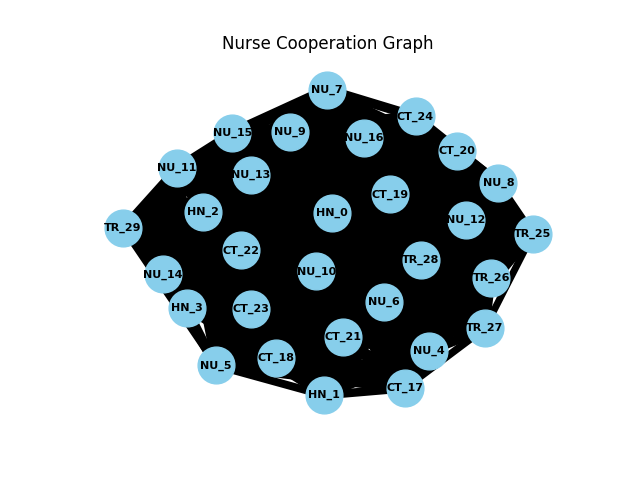 Nurse Cooperation Graph
NU_7
CT_24
NU_15
NU_9
NU_16
CT_20
NU_11
NU_13
NU_8
CT_19
HN_2
HN_0
NU_12
TR_29
TR_25
CT_22
TR_28
NU_14
NU_10
TR_26
HN_3
CT_23
NU_6
TR_27
CT_21
NU_4
CT_18
NU_5
CT_17
HN_1